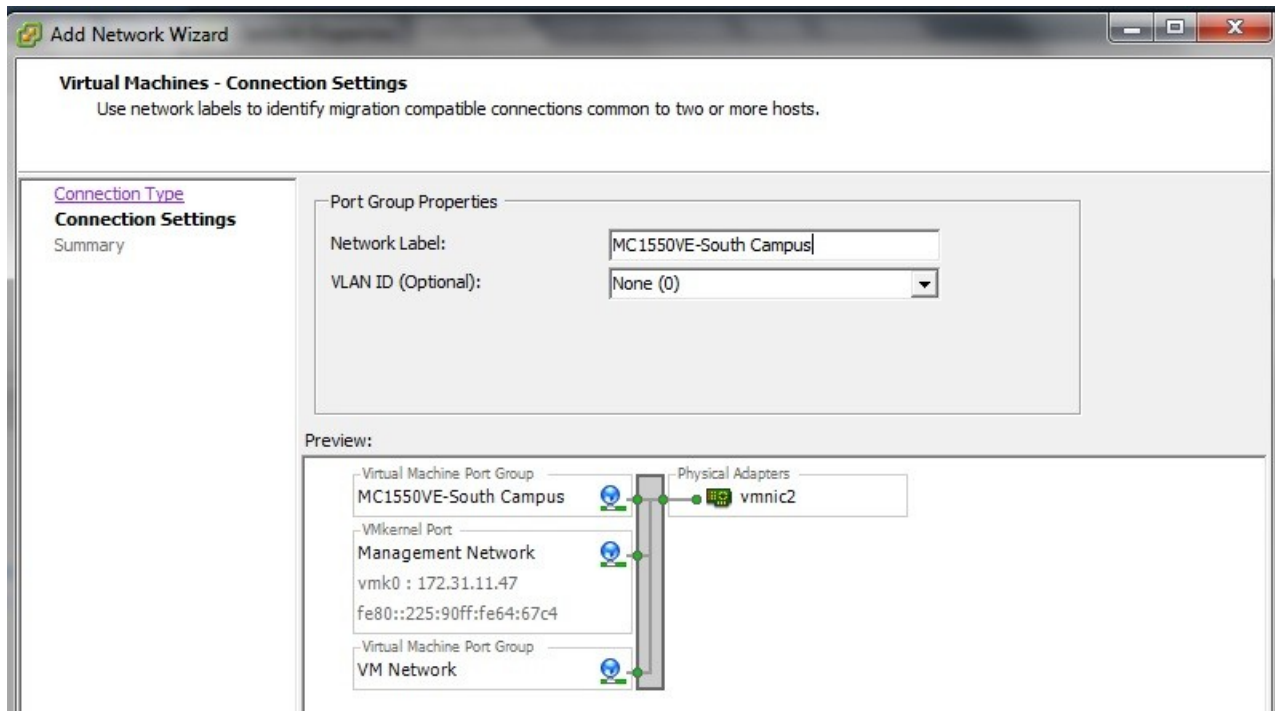 Add Network Wizard
Virtual Machines - Connection Settings
Use network labels to identify migration compatible connections common to two or more hosts.
Connection Type
Connection Settings
Summary
Port Group Properties
Network Label:
MC1550VE-South Campus
VLAN ID (Optional):
None (0)
Preview:
Virtual Machine Port Group
MC1550VE-South Campus
Physical Adapters
vmnic2
VMkernel Port
Management Network
vmk0 : 172.31.11.47
fe80::225:90ff:fe64:67c4
Virtual Machine Port Group
VM Network